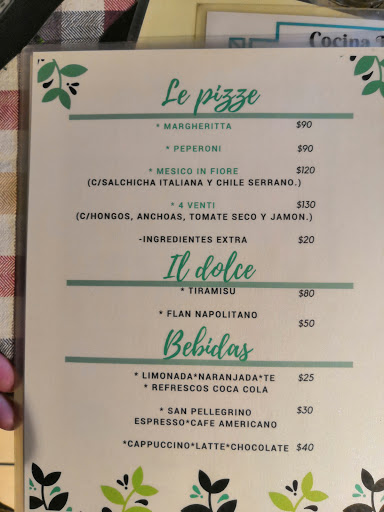 Cocina
Le pizze
* MARGHERITTA $90
* PEPERONI $90
* MESICO IN FIORE $120
(C/SALCHICHA ITALIANA Y CHILE SERRANO.)
* 4 VENTI $130
(C/HONGOS, ANCHOAS, TOMATE SECO Y JAMON.)
-INGREDIENTES EXTRA $20
Il dolce
* TIRAMISU $80
* FLAN NAPOLITANO $50
Bebidas
* LIMONADA*NARANJADA*TE $25
* REFRESCOS COCA COLA
* SAN PELLEGRINO $30
ESPRESSO*CAFE AMERICANO
*CAPPUCCINO*LATTE*CHOCOLATE $40